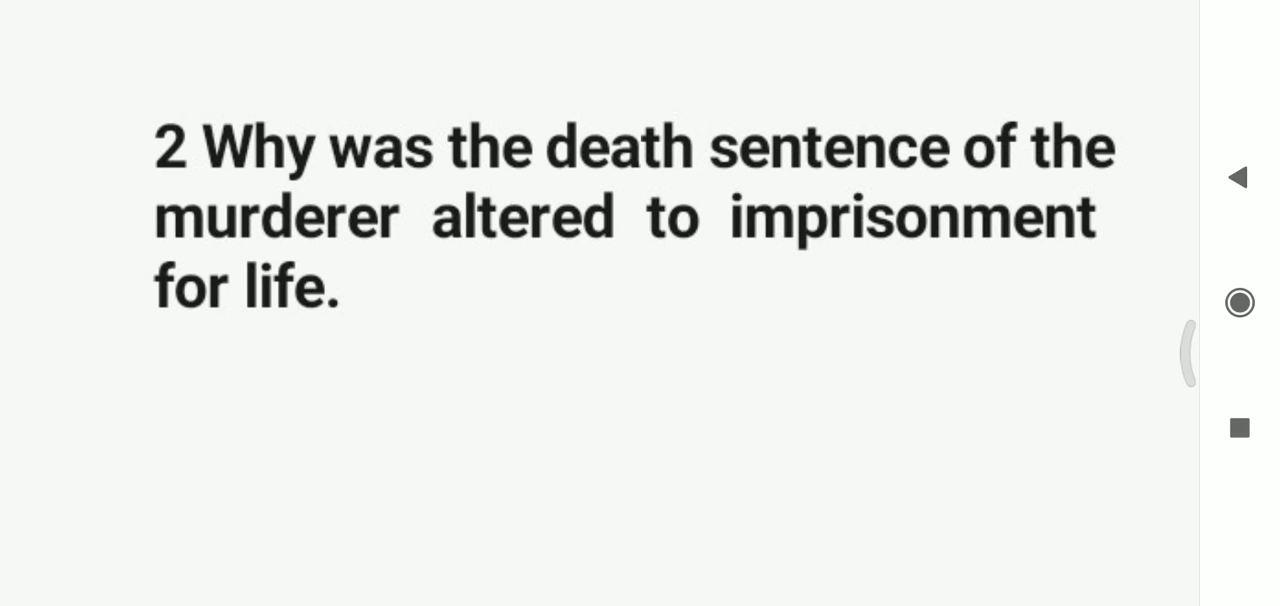 2 Why was the death sentence of the
murderer altered to imprisonment
for life.